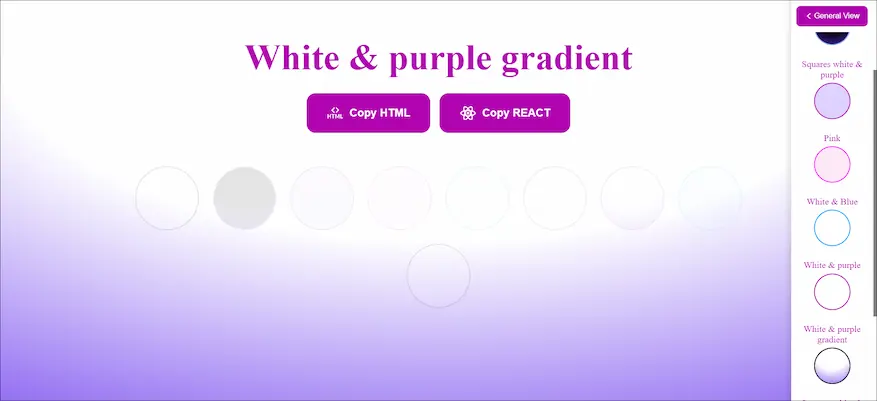 White & purple gradient
HTML
Copy HTML
Copy REACT
General View
Squares white &
purple
Pink
White & Blue
White & purple
White & purple
gradient